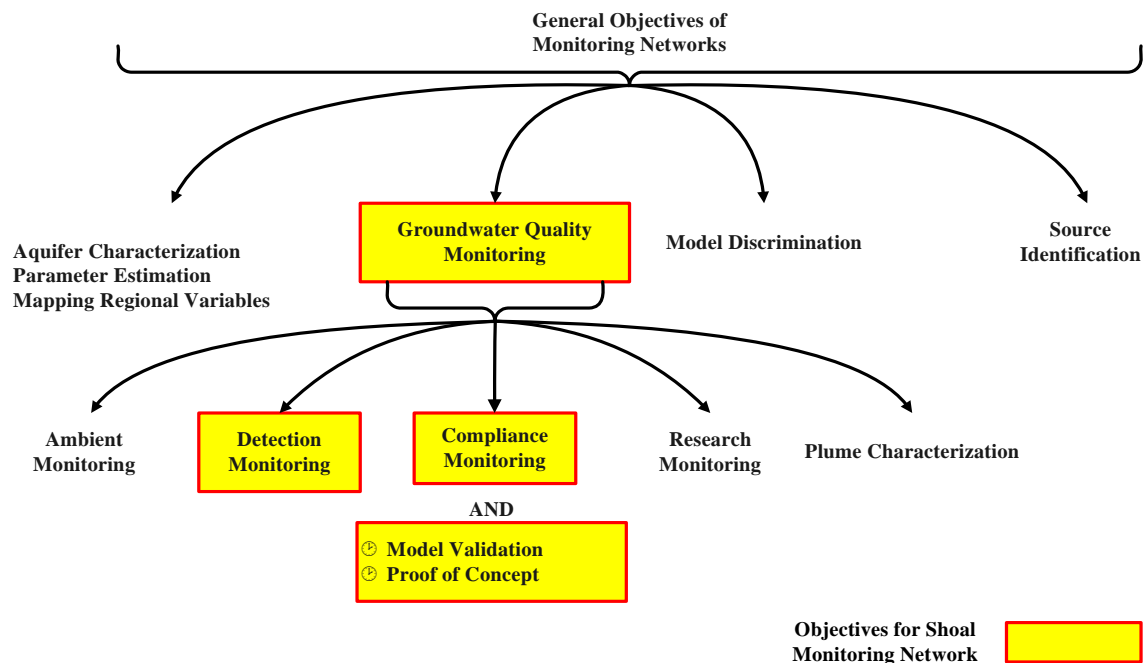 General Objectives of
Monitoring Networks
Aquifer Characterization
Parameter Estimation
Mapping Regional Variables
Groundwater Quality
Monitoring
Model Discrimination
Source
Identification
Ambient
Monitoring
Detection
Monitoring
Compliance
Monitoring
Research
Monitoring
Plume Characterization
AND
Model Validation
Proof of Concept
Objectives for Shoal
Monitoring Network